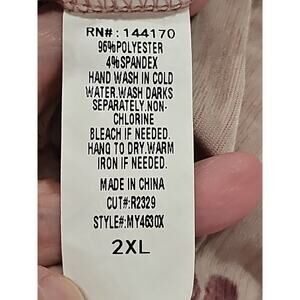 RN#: 144170
96%POLYESTER
4%SPANDEX
HAND WASH IN COLD
WATER.WASH DARKS
SEPARATELY.NON-
CHLORINE
BLEACH IF NEEDED.
HANG TO DRY.WARM
IRON IF NEEDED.
MADE IN CHINA
CUT#:R2329
STYLE#:MY4630X
2XL